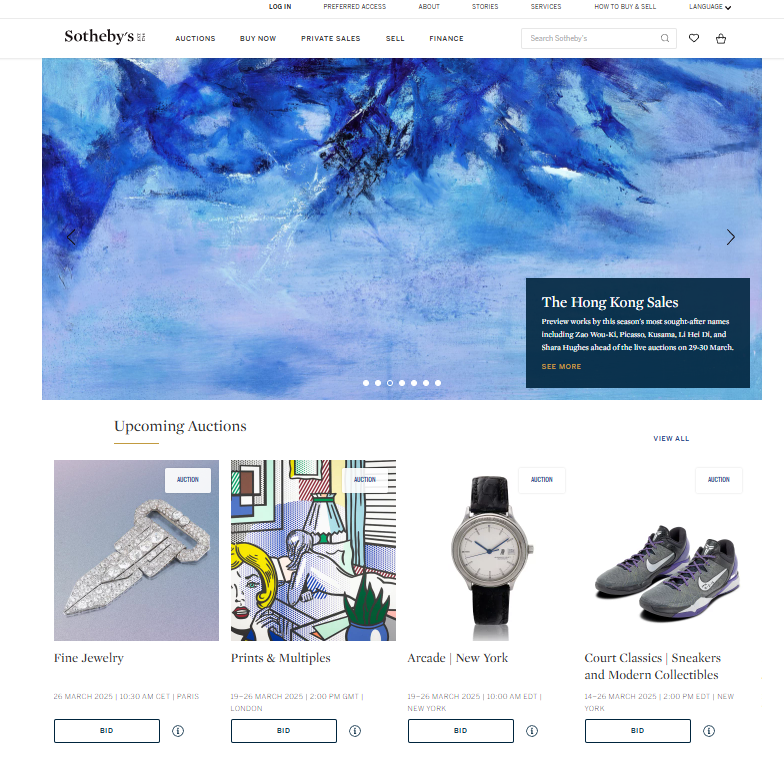 LOG IN PREFERRED ACCESS ABOUT STORIES SERVICES HOW TO BUY & SELL LANGUAGE
Sotheby's AUCTIONS BUY NOW PRIVATE SALES SELL FINANCE Search Sotheby's
The Hong Kong Sales
Preview works by this season's most sought-after names
including Zao Wou-Ki, Picasso, Kusama, Li Hei Di, and
Shara Hughes ahead of the live auctions on 29-30 March.
SEE MORE
Upcoming Auctions
VIEW ALL
AUCTION AUCTION AUCTION AUCTION
Fine Jewelry
26 MARCH 2025 | 10:30 AM CET | PARIS
BID
Prints & Multiples
19–26 MARCH 2025 | 2:00 PM GMT |
LONDON
BID
Arcade | New York
19–26 MARCH 2025 | 10:00 AM EDT |
NEW YORK
BID
Court Classics | Sneakers
and Modern Collectibles
14–26 MARCH 2025 | 2:00 PM EDT | NEW
YORK
BID